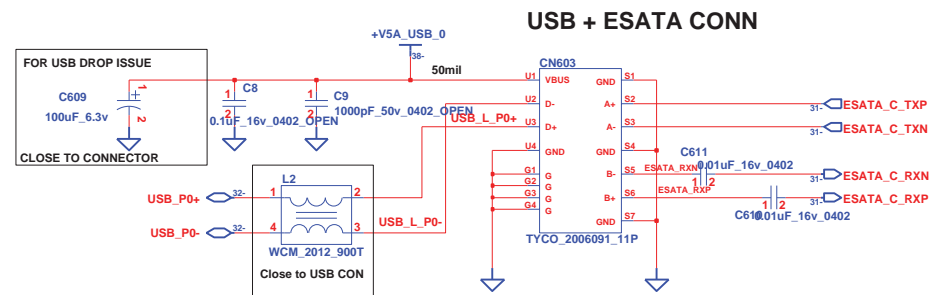 USB + ESATA CONN
+V5A_USB_0
38-
50mil
FOR USB DROP ISSUE
C609
100uF_6.3v
1
+
2
CLOSE TO CONNECTOR
C8
1
2
0.1uF_16v_0402_OPEN
C9
1
2
1000pF_50v_0402_OPEN
USB_L_P0+
USB_P0+
32-
USB_P0-
32-
L2
1
2
4
3
WCM_2012_900T
Close to USB CON
USB_L_P0-
CN603
U1
VBUS
U2
D-
U3
D+
U4
GND
G1
G
G2
G
G3
G
G4
G
GND
S1
A+
S2
A-
S3
GND
S4
B-
S5
B+
S6
GND
S7
TYCO_2006091_11P
31-
ESATA_C_TXP
31-
ESATA_C_TXN
ESATA_RXN
C611
0.01uF_16v_0402
1
2
31-
ESATA_C_RXN
ESATA_RXP
C610
0.01uF_16v_0402
1
2
31-
ESATA_C_RXP